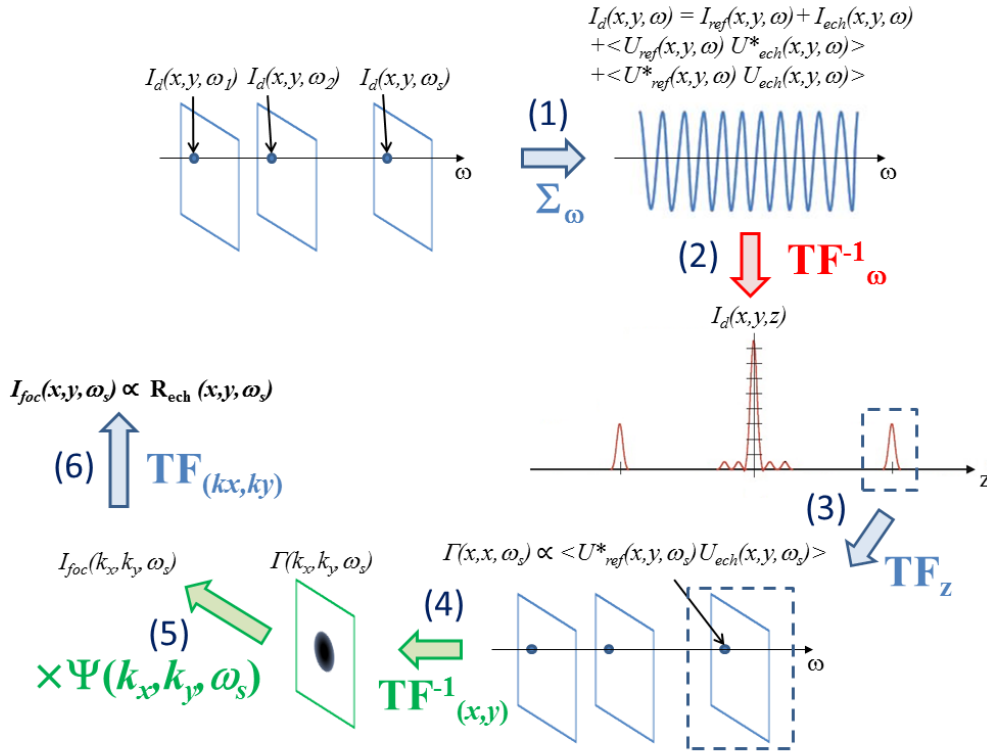 I_d(x,y,ω) = I_ref(x,y,ω) + I_ech(x,y,ω)
+<U_ref(x,y,ω) U*_ech(x,y,ω)>
+<U*_ref(x,y,ω) U_ech(x,y,ω)>
I_d(x,y,ω_1) I_d(x,y,ω_2) I_d(x,y,ω_s)
(1)
ω
Σ_ω
ω
(2)
TF^-1_ω
I_d(x,y,z)
I_foc(x,y,ω_s) ∝ R_ech (x,y,ω_s)
(6)
TF_(kx,ky)
z
(3)
TF_z
Γ(x,x,ω_s) ∝ <U*_ref(x,y,ω_s) U_ech(x,y,ω_s)>
I_foc(k_x,k_y,ω_s)
Γ(k_x,k_y,ω_s)
(4)
(5)
×Ψ(k_x,k_y,ω_s)
TF^-1_(x,y)
ω